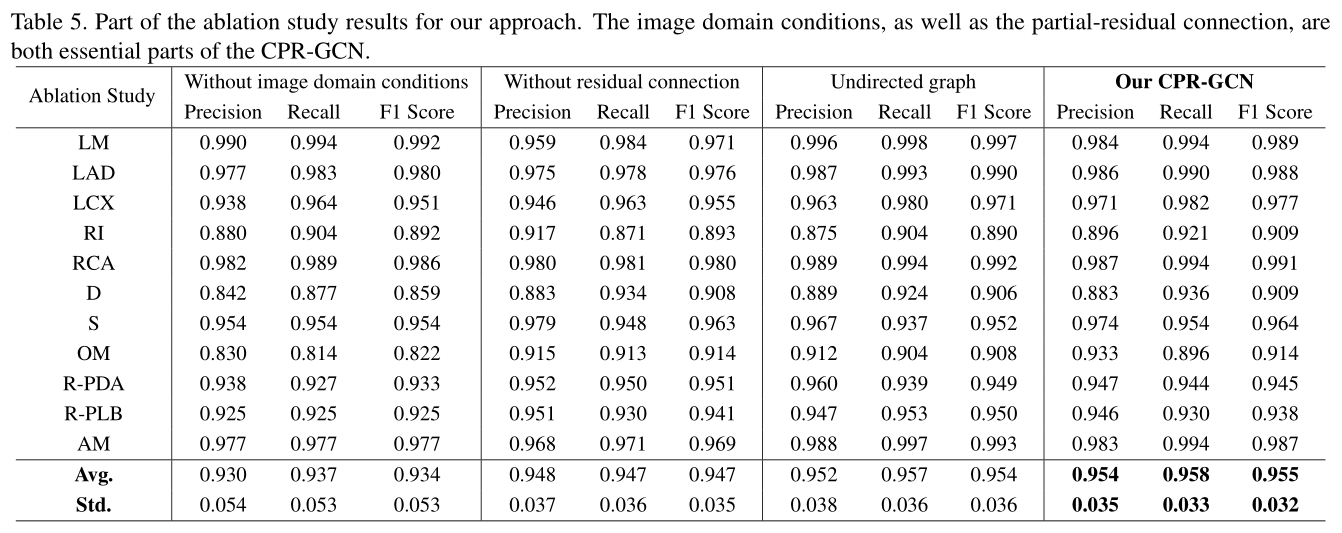 Table 5. Part of the ablation study results for our approach. The image domain conditions, as well as the partial-residual connection, are
both essential parts of the CPR-GCN.
Ablation Study Without image domain conditions Without residual connection Undirected graph Our CPR-GCN
Precision Recall F1 Score Precision Recall F1 Score Precision Recall F1 Score Precision Recall F1 Score
LM 0.990 0.994 0.992 0.959 0.984 0.971 0.996 0.998 0.997 0.984 0.994 0.989
LAD 0.977 0.983 0.980 0.975 0.978 0.976 0.987 0.993 0.990 0.986 0.990 0.988
LCX 0.938 0.964 0.951 0.946 0.963 0.955 0.963 0.980 0.971 0.971 0.982 0.977
RI 0.880 0.904 0.892 0.917 0.871 0.893 0.875 0.904 0.890 0.896 0.921 0.909
RCA 0.982 0.989 0.986 0.980 0.981 0.980 0.989 0.994 0.992 0.987 0.994 0.991
D 0.842 0.877 0.859 0.883 0.934 0.908 0.889 0.924 0.906 0.883 0.936 0.909
S 0.954 0.954 0.954 0.979 0.948 0.963 0.967 0.937 0.952 0.974 0.954 0.964
OM 0.830 0.814 0.822 0.915 0.913 0.914 0.912 0.904 0.908 0.933 0.896 0.914
R-PDA 0.938 0.927 0.933 0.952 0.950 0.951 0.960 0.939 0.949 0.947 0.944 0.945
R-PLB 0.925 0.925 0.925 0.951 0.930 0.941 0.947 0.953 0.950 0.946 0.930 0.938
AM 0.977 0.977 0.977 0.968 0.971 0.969 0.988 0.997 0.993 0.983 0.994 0.987
Avg. 0.930 0.937 0.934 0.948 0.947 0.947 0.952 0.957 0.954 0.954 0.958 0.955
Std. 0.054 0.053 0.053 0.037 0.036 0.035 0.038 0.036 0.036 0.035 0.033 0.032